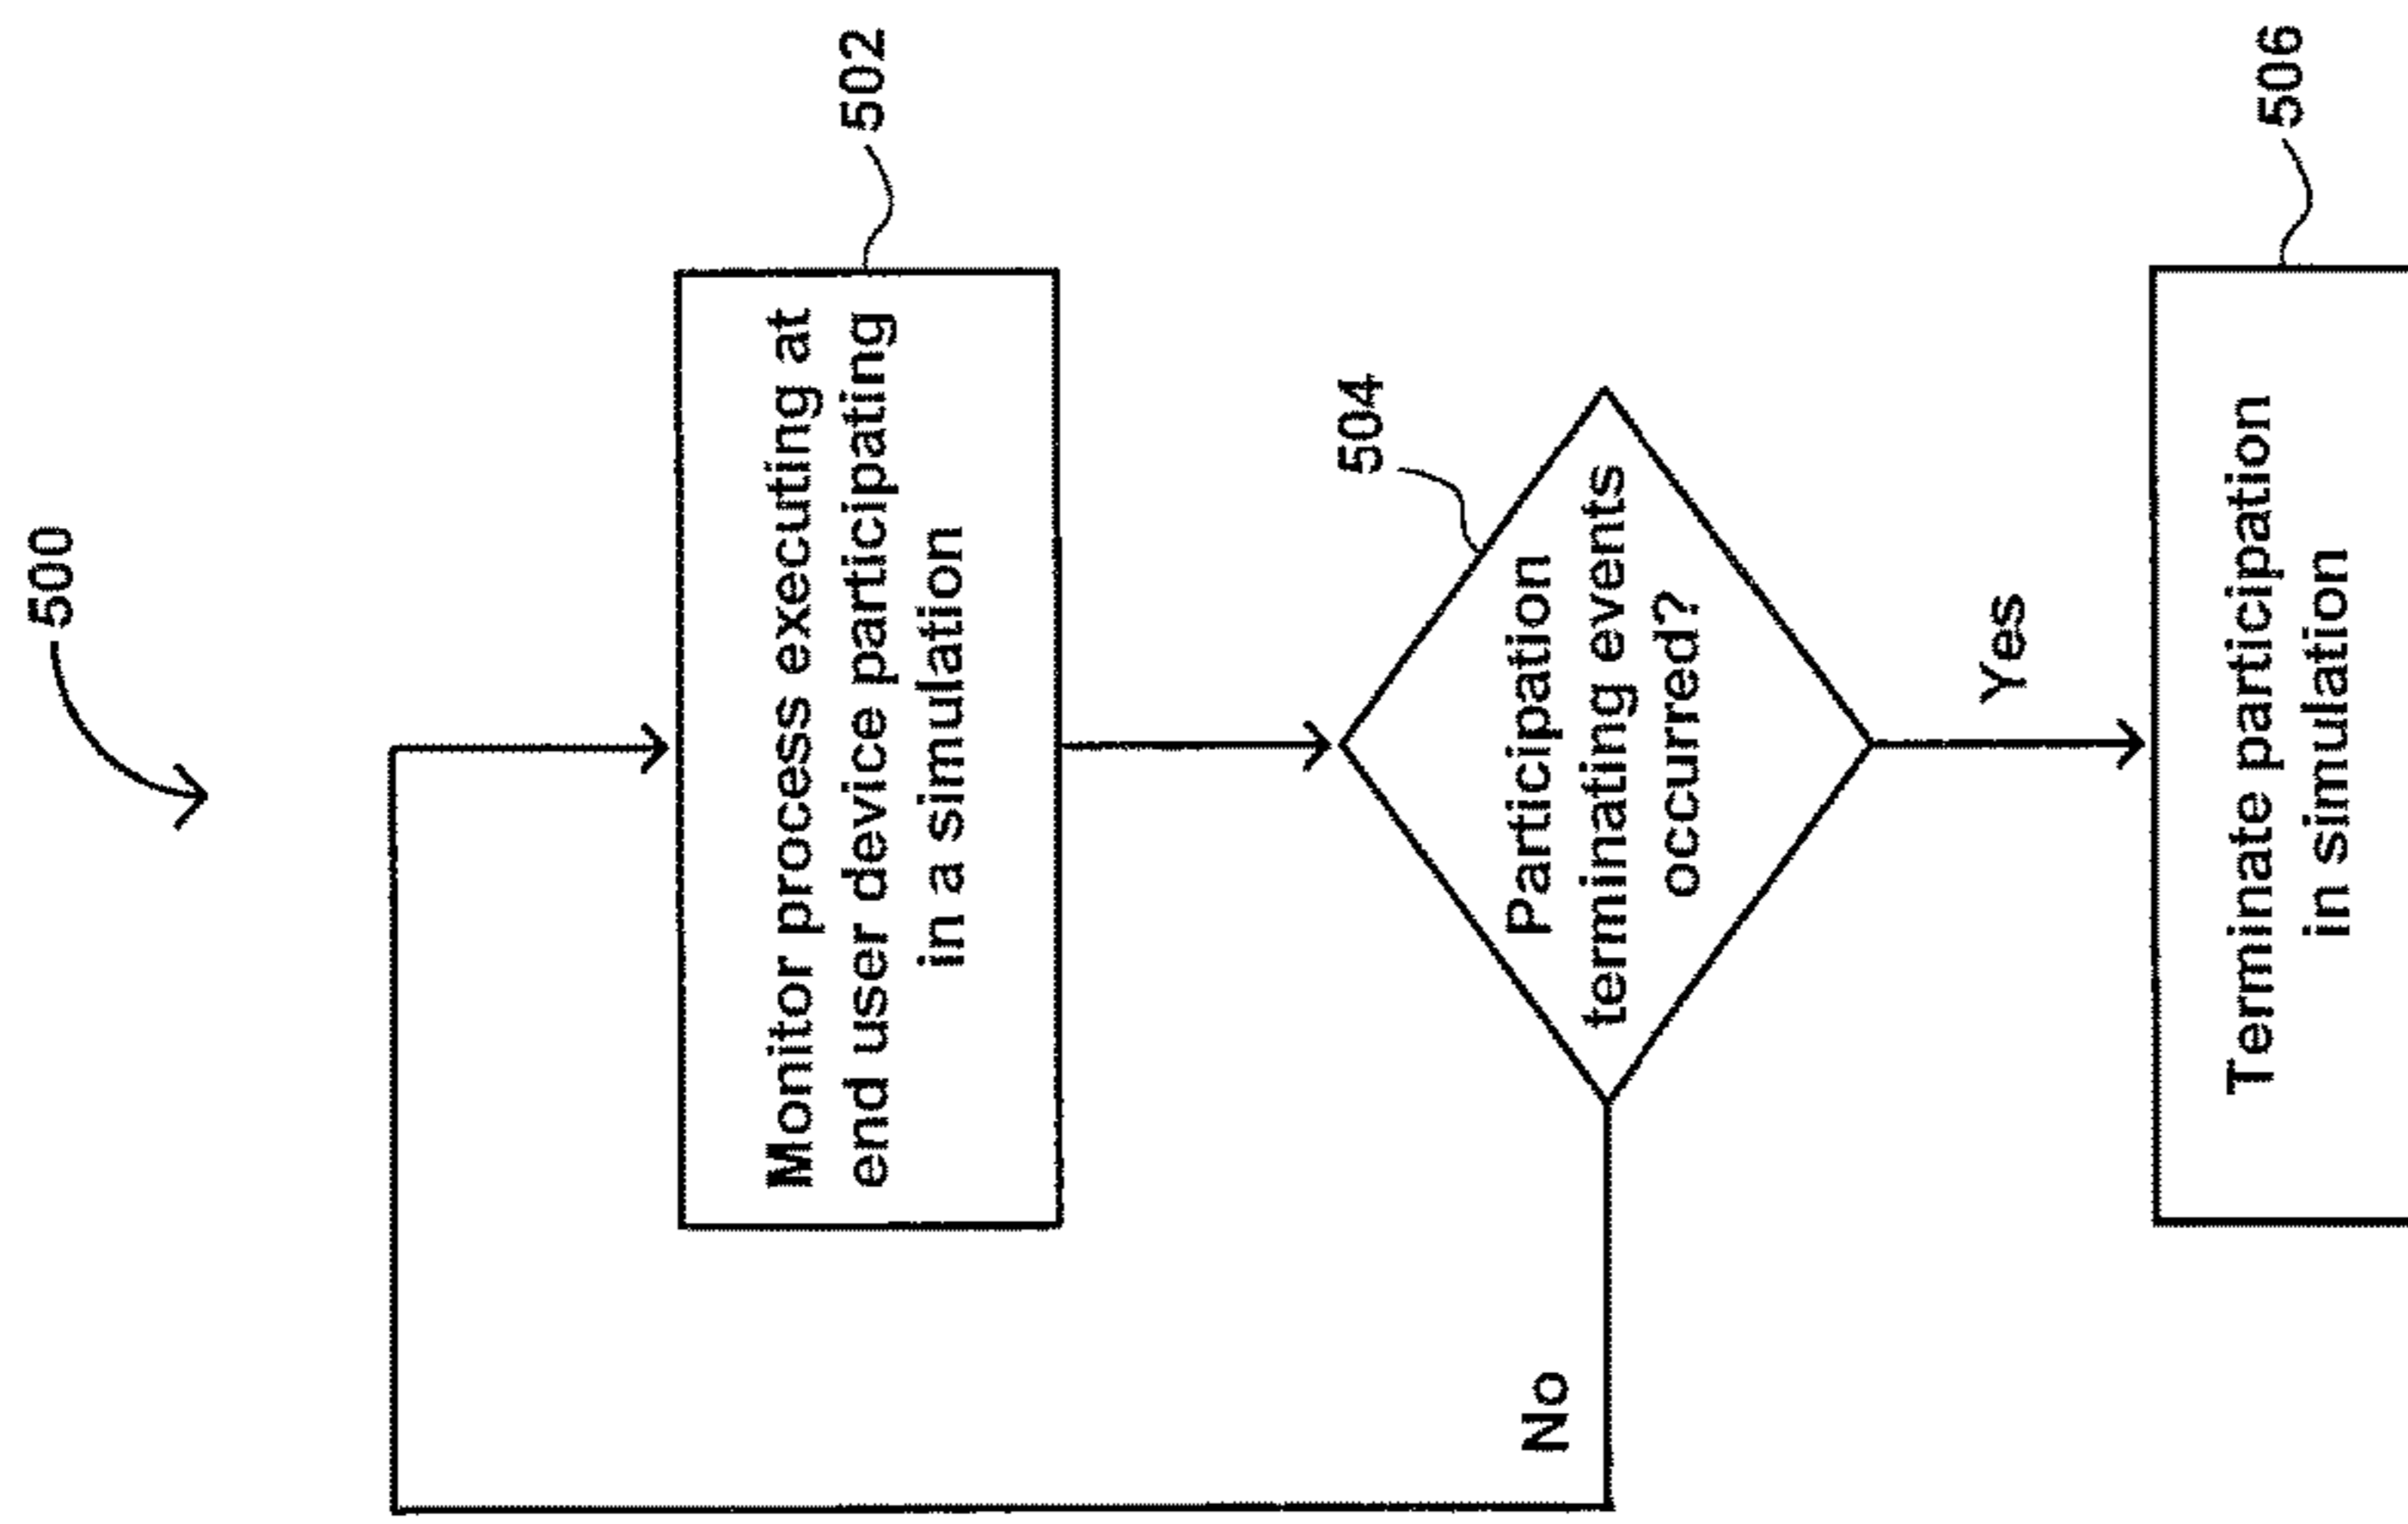 500
Monitor process executing at
end user device participating
in a simulation
502
504
Participation
terminating events
occurred?
No
Yes
Terminate participation
in simulation
506